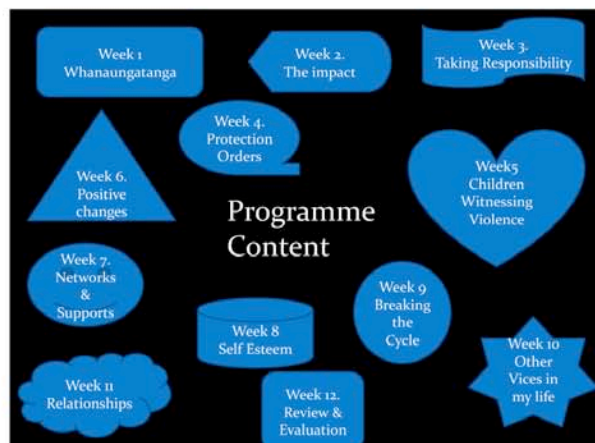 Week 1
Whanaungatanga
Week 2.
The impact
Week 3.
Taking Responsibility
Week 4.
Protection
Orders
Week5
Children
Witnessing
Violence
Week 6.
Positive
changes
Programme
Content
Week 7.
Networks
&
Supports
Week 8
Self Esteem
Week 9
Breaking
the
Cycle
Week 10
Other
Vices in
my life
Week 11
Relationships
Week 12.
Review &
Evaluation